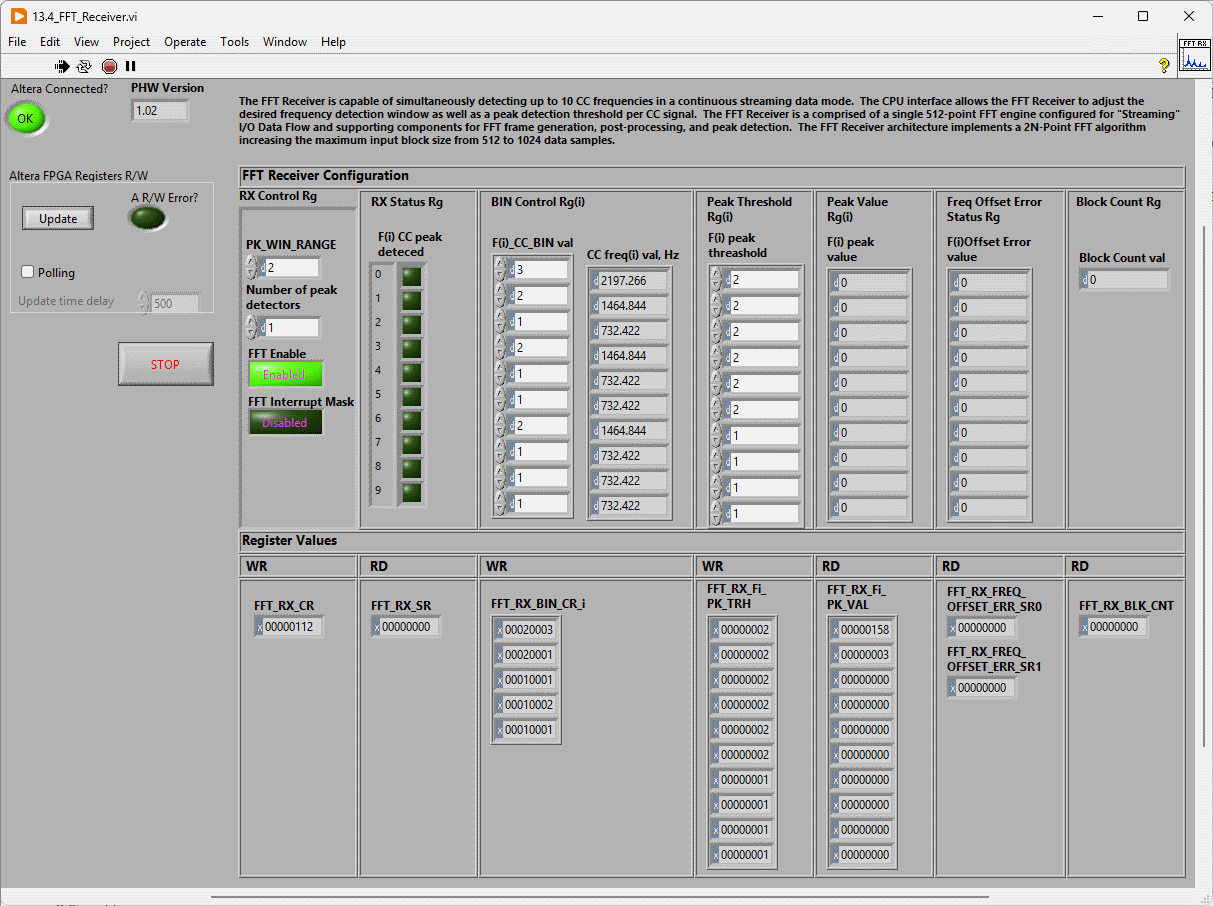 13.4_FFT_Receiver.vi
File Edit View Project Operate Tools Window Help
FFT RX
Altera Connected?
OK
PHW Version
1.02
The FFT Receiver is capable of simultaneously detecting up to 10 CC frequencies in a continuous streaming data mode. The CPU interface allows the FFT Receiver to adjust the
desired frequency detection window as well as a peak detection threshold per CC signal. The FFT Receiver is a comprised of a single 512-point FFT engine configured for "Streaming"
I/O Data Flow and supporting components for FFT frame generation, post-processing, and peak detection. The FFT Receiver architecture implements a 2N-Point FFT algorithm
increasing the maximum input block size from 512 to 1024 data samples.
Altera FPGA Registers R/W
Update
A R/W Error?
Polling
Update time delay
500
STOP
FFT Receiver Configuration
RX Control Rg
PK_WIN_RANGE
d 2
Number of peak
detectors
d 1
FFT Enable
Enabled
FFT Interrupt Mask
Disabled
RX Status Rg
F(i) CC peak
deteced
0
1
2
3
4
5
6
7
8
9
BIN Control Rg(i)
F(i)_CC_BIN val
d 3
d 2
d 1
d 2
d 1
d 1
d 2
d 1
d 1
d 1
CC freq(i) val, Hz
d 2197.266
d 1464.844
d 732.422
d 1464.844
d 732.422
d 732.422
d 1464.844
d 732.422
d 732.422
d 732.422
Peak Threshold
Rg(i)
F(i) peak
threashold
d 2
d 2
d 2
d 2
d 2
d 2
d 1
d 1
d 1
d 1
Peak Value
Rg(i)
F(i) peak
value
d 0
d 0
d 0
d 0
d 0
d 0
d 0
d 0
d 0
d 0
Freq Offset Error
Status Rg
F(i)Offset Error
value
d 0
d 0
d 0
d 0
d 0
d 0
d 0
d 0
d 0
d 0
Block Count Rg
Block Count val
d 0
Register Values
WR
FFT_RX_CR
x 00000112
RD
FFT_RX_SR
x 00000000
WR
FFT_RX_BIN_CR_i
x 00020003
x 00020001
x 00010001
x 00010002
x 00010001
WR
FFT_RX_Fi_
PK_TRH
x 00000002
x 00000002
x 00000002
x 00000002
x 00000002
x 00000002
x 00000001
x 00000001
x 00000001
x 00000001
RD
FFT_RX_Fi_
PK_VAL
x 00000158
x 00000003
x 00000000
x 00000000
x 00000000
x 00000000
x 00000000
x 00000000
x 00000000
x 00000000
RD
FFT_RX_FREQ_
OFFSET_ERR_SR0
x 00000000
FFT_RX_FREQ_
OFFSET_ERR_SR1
x 00000000
RD
FFT_RX_BLK_CNT
x 00000000